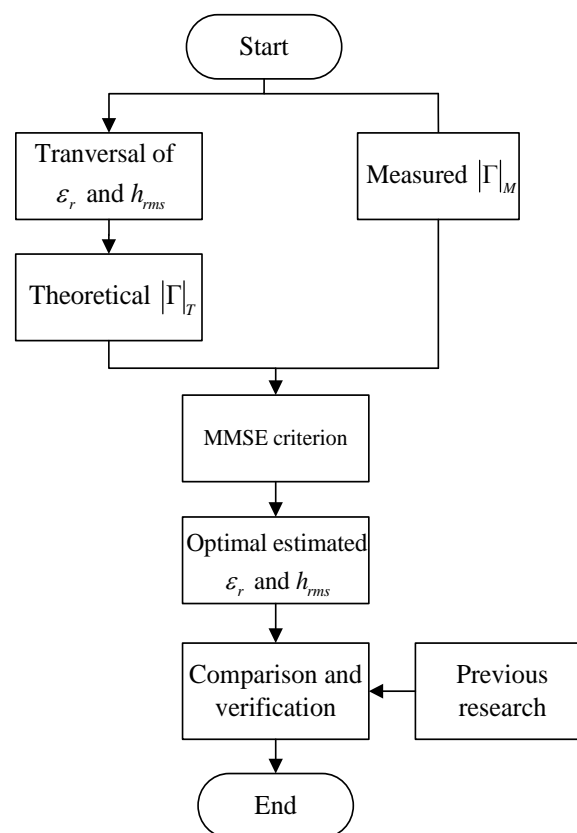 Start
Tranversal of
ε_r and h_rms
Measured |Γ|_M
Theoretical |Γ|_T
MMSE criterion
Optimal estimated
ε_r and h_rms
Comparison and
verification
Previous
research
End